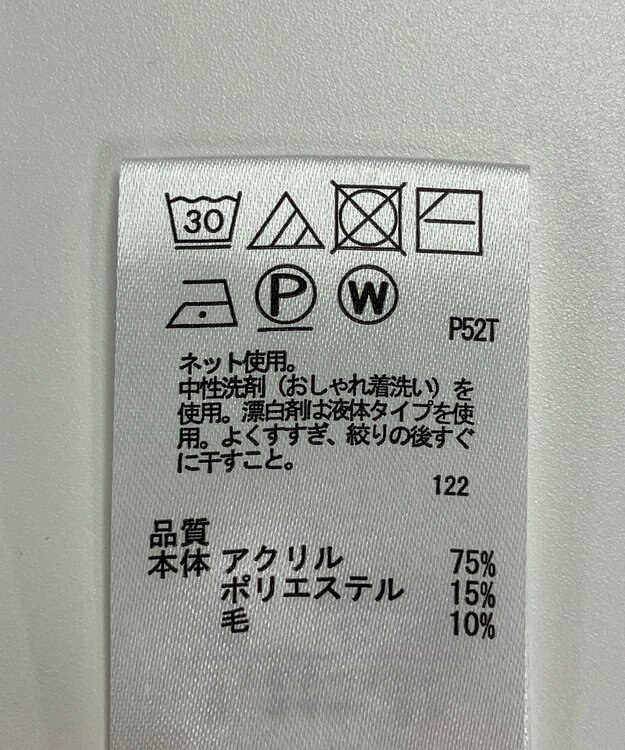 30
P W
P52T
ネット使用。
中性洗剤（おしゃれ着洗い）を
使用。漂白剤は液体タイプを使
用。よくすすぎ、絞りの後すぐ
に干すこと。
122
品質
本体 アクリル 75%
ポリエステル 15%
毛 10%